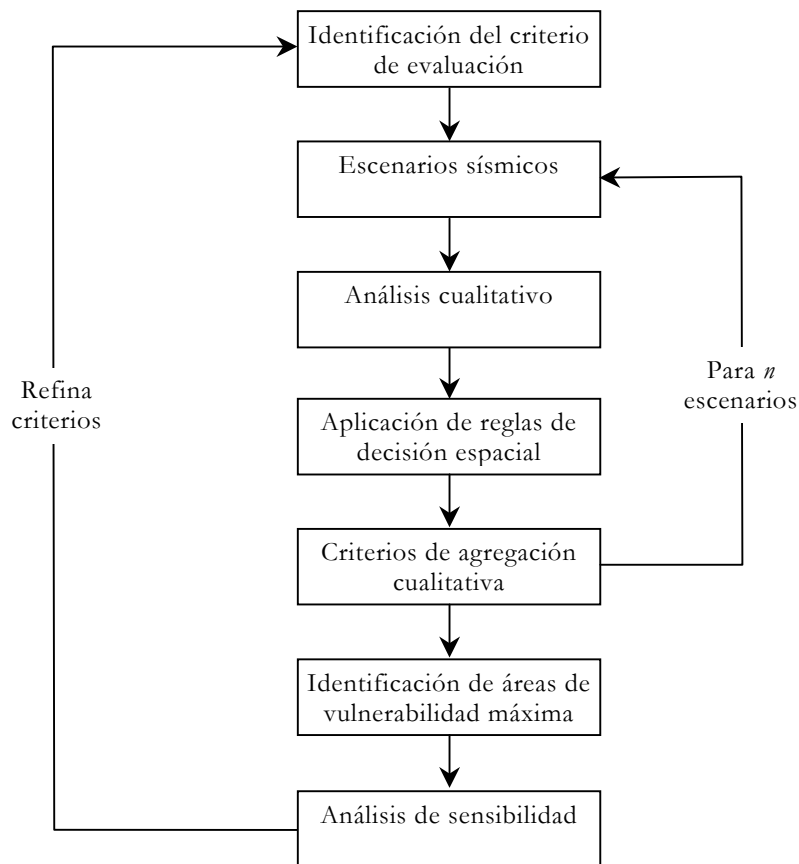 Identificación del criterio
de evaluación
Escenarios sísmicos
Análisis cualitativo
Aplicación de reglas de
decisión espacial
Criterios de agregación
cualitativa
Identificación de áreas de
vulnerabilidad máxima
Análisis de sensibilidad
Refina
criterios
Para n
escenarios